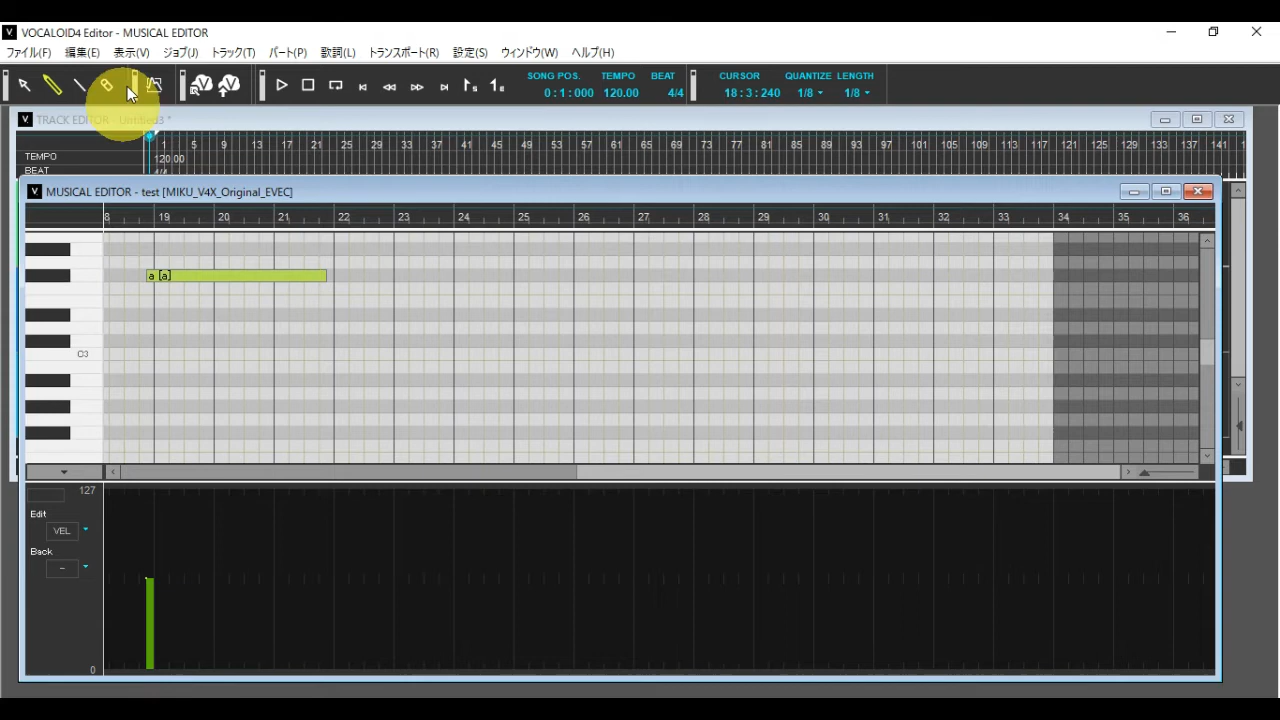 VOCALOID4 Editor - MUSICAL EDITOR
ファイル(F) 編集(E) 表示(V) ジョブ(J) トラック(T) パート(P) 歌詞(L) トランスポート(R) 設定(S) ウィンドウ(W) ヘルプ(H)
SONG POS. TEMPO BEAT CURSOR QUANTIZE LENGTH
0:1:000 120.00 4/4 18:3:240 1/8 1/8
TRACK EDITOR - Untitled3 *
1 5 9 13 17 21 25 29 33 37 41 45 49 53 57 61 65 69 73 77 81 85 89 93 97 101 105 109 113 117 121 125 129 133 137 141
TEMPO 120.00
BEAT 4/4
MUSICAL EDITOR - test [MIKU_V4X_Original_EVEC]
8 19 20 21 22 23 24 25 26 27 28 29 30 31 32 33 34 35 36
a [a]
C3
127
Edit
VEL
Back
–
0